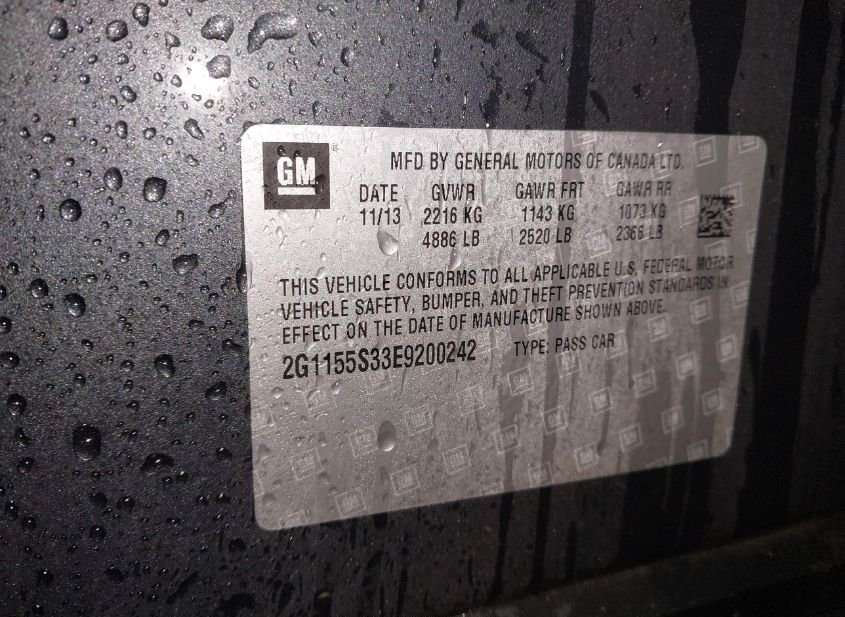 GM
MFD BY GENERAL MOTORS OF CANADA LTD.
DATE GVWR GAWR FRT GAWR RR
11/13 2216 KG 1143 KG 1073 KG
4886 LB 2520 LB 2366 LB
THIS VEHICLE CONFORMS TO ALL APPLICABLE U.S. FEDERAL MOTOR
VEHICLE SAFETY, BUMPER, AND THEFT PREVENTION STANDARDS IN
EFFECT ON THE DATE OF MANUFACTURE SHOWN ABOVE.
2G1155S33E9200242 TYPE: PASS CAR